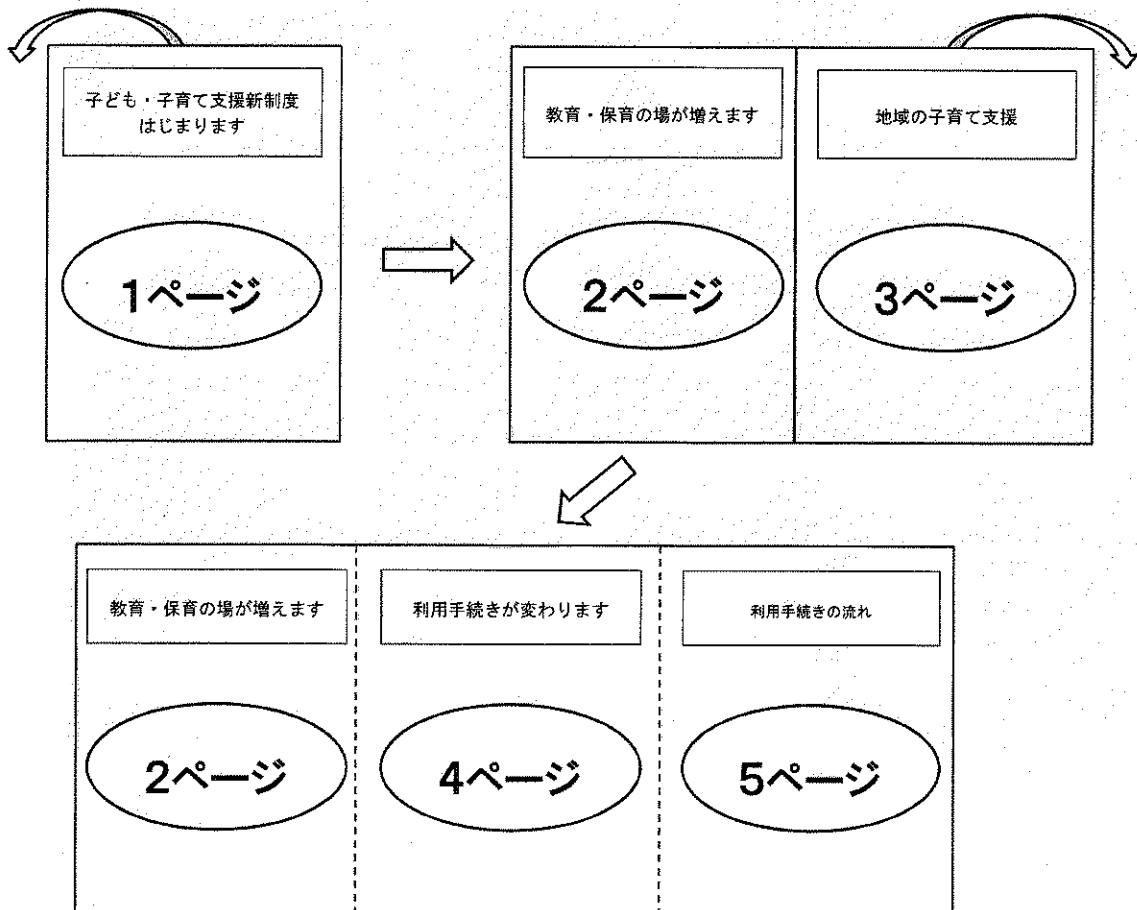 子ども・子育て支援新制度
はじまります
1ページ
教育・保育の場が増えます
2ページ
地域の子育て支援
3ページ
教育・保育の場が増えます
2ページ
利用手続きが変わります
4ページ
利用手続きの流れ
5ページ